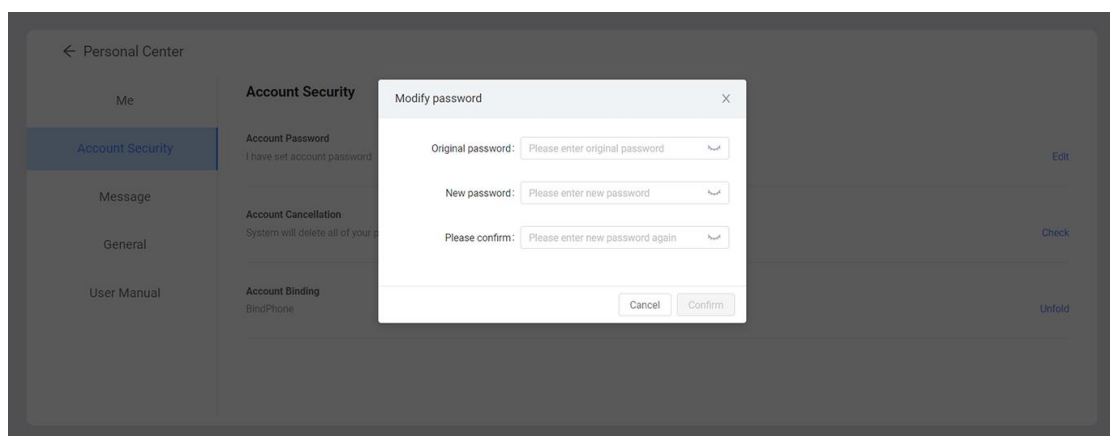 Personal Center
Me
Account Security
Message
General
User Manual
Account Security
Account Password
I have set account password
Edit
Account Cancellation
System will delete all of your
Check
Account Binding
BindPhone
Unfold
Modify password
Original password:
Please enter original password
New password:
Please enter new password
Please confirm:
Please enter new password again
Cancel
Confirm